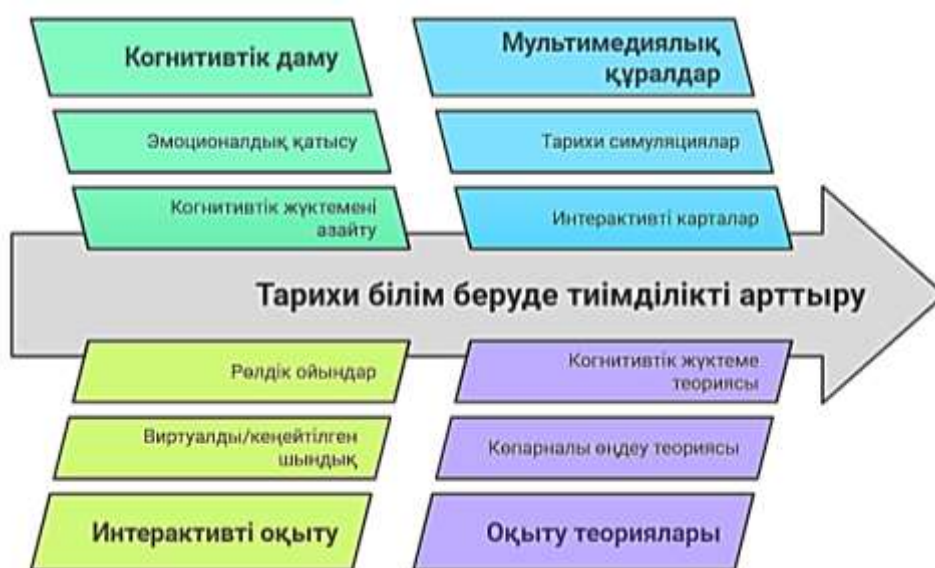 Когнитивтік даму
Эмоционалдық қатысу
Когнитивтік жүктемені
азайту
Мультимедиялық
құралдар
Тарихи симуляциялар
Интерактивті карталар
Тарихи білім беруде тиімділікті арттыру
Рөлдік ойындар
Виртуалды/кеңейтілген
шындық
Интерактивті оқыту
Когнитивтік жүктеме
теориясы
Көпарналы өңдеу теориясы
Оқыту теориялары